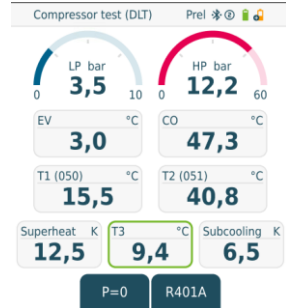 Compressor test (DLT) Prel
LP bar HP bar
3,5 12,2
0 10 0 60
EV °C CO °C
3,0 47,3
T1 (050) °C T2 (051) °C
15,5 40,8
Superheat K T3 °C Subcooling K
12,5 9,4 6,5
P=0 R401A